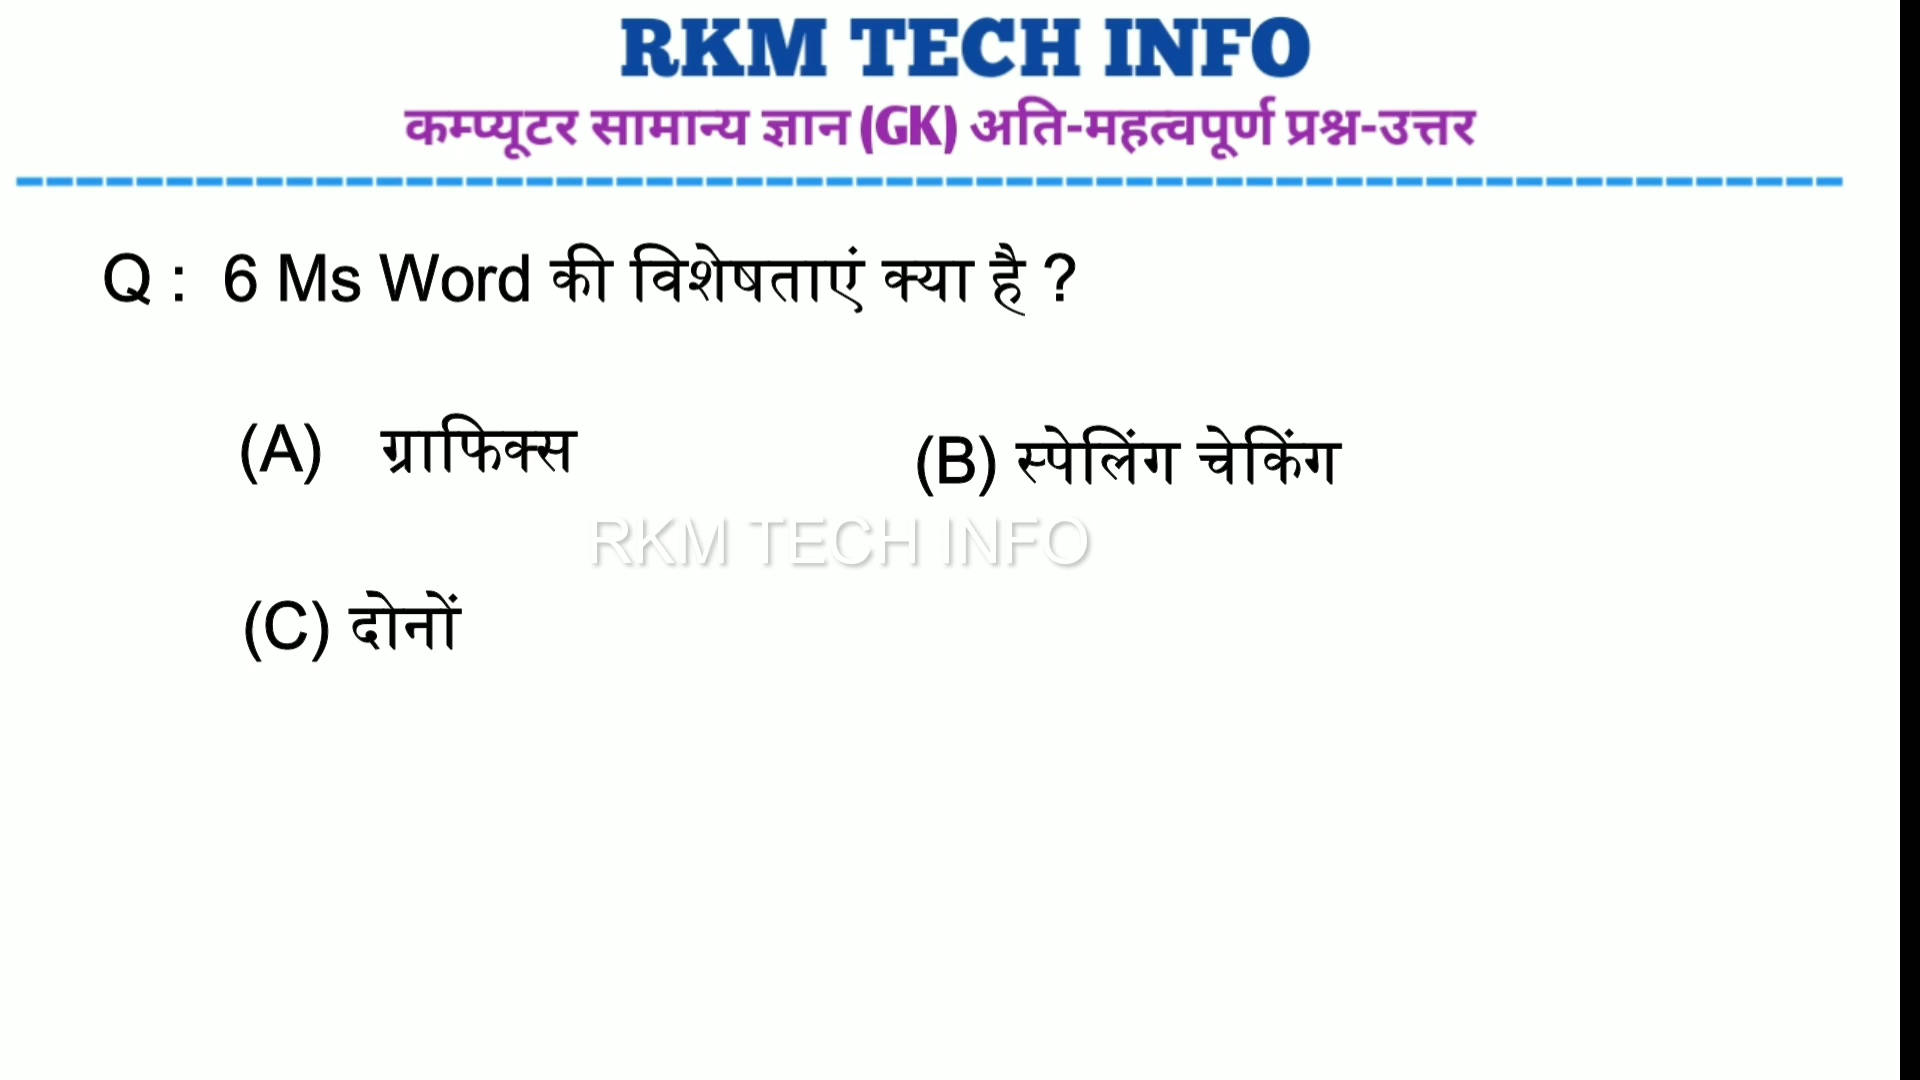 RKM TECH INFO
कम्प्यूटर सामान्य ज्ञान (GK) अति-महत्वपूर्ण प्रश्न-उत्तर
Q : 6 Ms Word की विशेषताएं क्या है ?
(A) ग्राफिक्स (B) स्पेलिंग चेकिंग
RKM TECH INFO
(C) दोनों